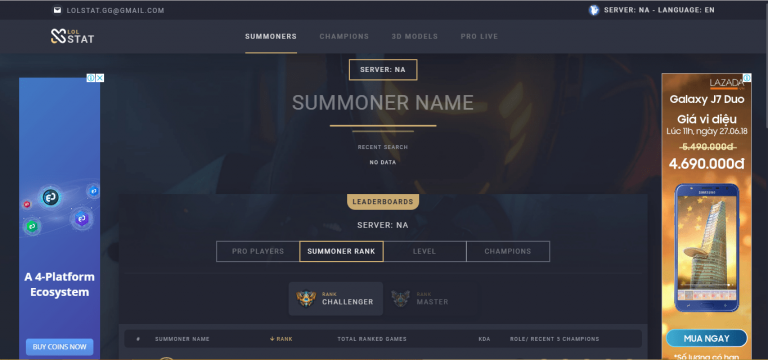 LOLSTAT.GG@GMAIL.COM
SERVER: NA - LANGUAGE: EN
LOL
STAT
SUMMONERS
CHAMPIONS
3D MODELS
PRO LIVE
SERVER: NA
SUMMONER NAME
RECENT SEARCH
NO DATA
LEADERBOARDS
SERVER: NA
PRO PLAYERS
SUMMONER RANK
LEVEL
CHAMPIONS
RANK
CHALLENGER
RANK
MASTER
# SUMMONER NAME RANK TOTAL RANKED GAMES KDA ROLE/ RECENT 5 CHAMPIONS
A 4-Platform
Ecosystem
BUY COINS NOW
LAZADA
Galaxy J7 Duo
Giá vi diệu
Lúc 11h, ngày 27.06.18
5.490.000đ
4.690.000đ
MUA NGAY
*Số lượng có hạn